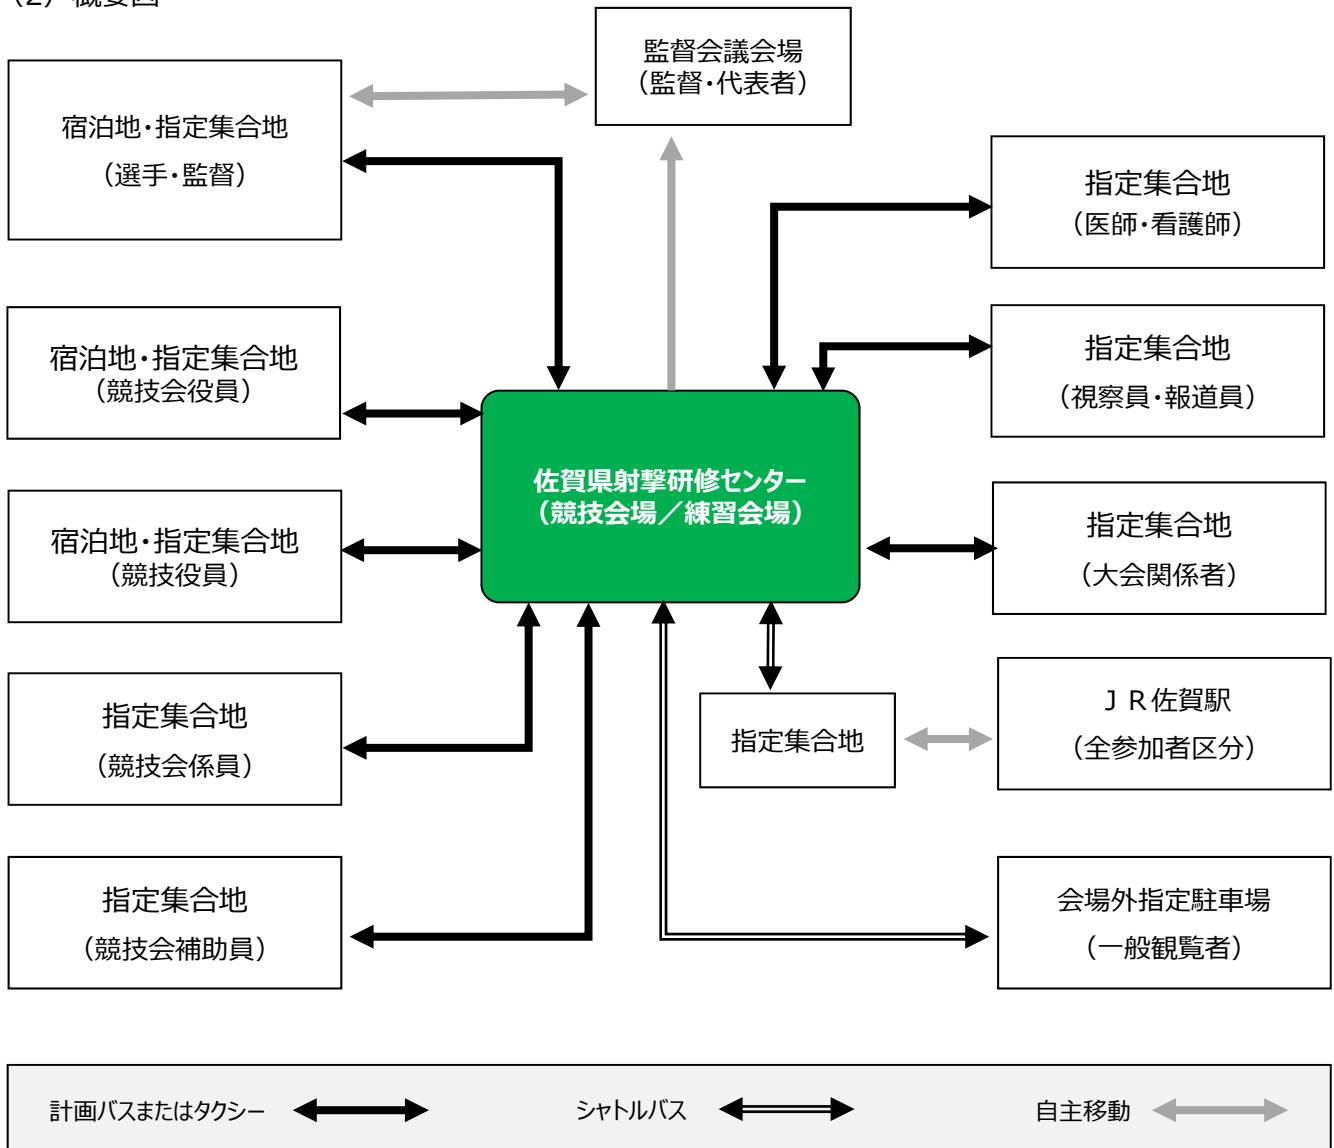 （2）概要図
監督会議会場
（監督・代表者）
宿泊地・指定集合地
（選手・監督）
指定集合地
（医師・看護師）
宿泊地・指定集合地
（競技会役員）
指定集合地
（視察員・報道員）
佐賀県射撃研修センター
（競技会場／練習会場）
宿泊地・指定集合地
（競技役員）
指定集合地
（大会関係者）
指定集合地
（競技会係員）
指定集合地
ＪＲ佐賀駅
（全参加者区分）
指定集合地
（競技会補助員）
会場外指定駐車場
（一般観覧者）
計画バスまたはタクシー
シャトルバス
自主移動